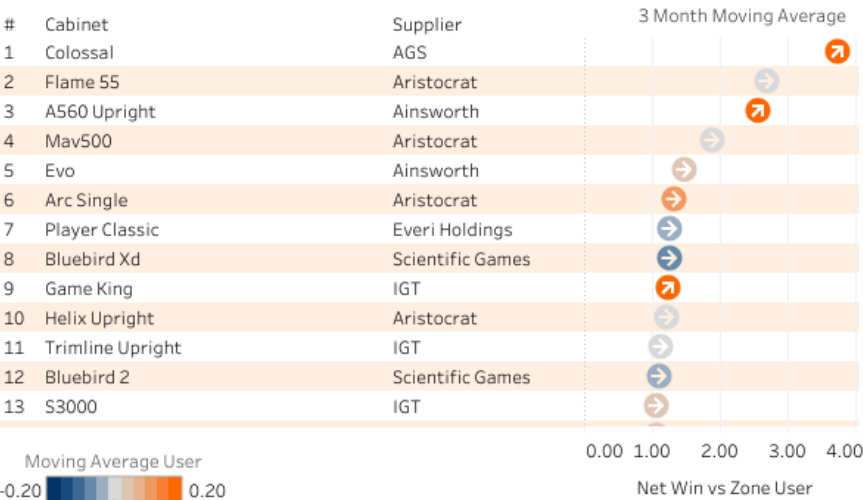 3 Month Moving Average
# Cabinet Supplier
1 Colossal AGS
2 Flame 55 Aristocrat
3 A560 Upright Ainsworth
4 Mav500 Aristocrat
5 Evo Ainsworth
6 Arc Single Aristocrat
7 Player Classic Everi Holdings
8 Bluebird Xd Scientific Games
9 Game King IGT
10 Helix Upright Aristocrat
11 Trimline Upright IGT
12 Bluebird 2 Scientific Games
13 S3000 IGT
0.00 1.00 2.00 3.00 4.00
Moving Average User
-0.20 0.20
Net Win vs Zone User